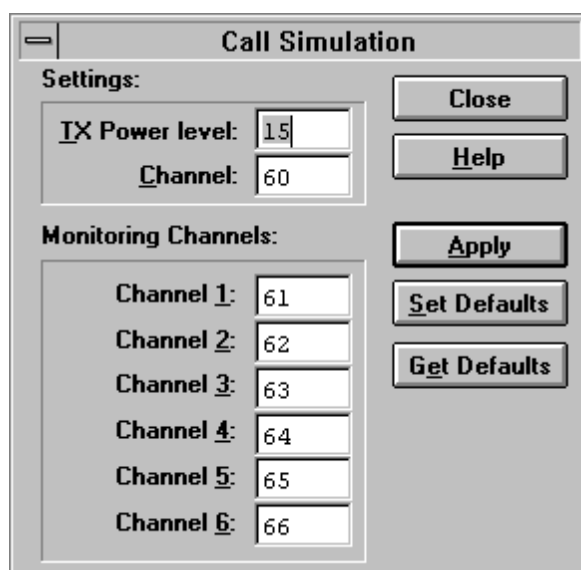 Call Simulation
Settings:
TX Power level: 15
Channel: 60
Close
Help
Monitoring Channels:
Channel 1: 61
Channel 2: 62
Channel 3: 63
Channel 4: 64
Channel 5: 65
Channel 6: 66
Apply
Set Defaults
Get Defaults